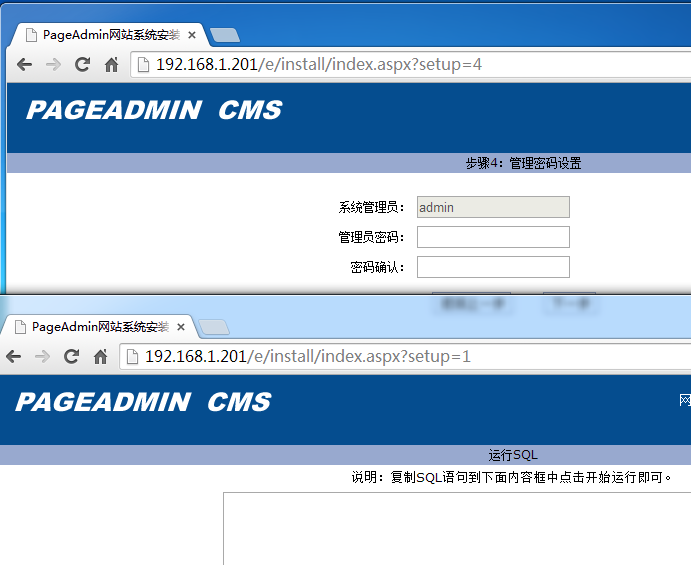 PageAdmin网站系统安装
192.168.1.201/e/install/index.aspx?setup=4
PAGEADMIN CMS
步骤4：管理密码设置
系统管理员：
admin
管理员密码：
密码确认：
PageAdmin网站系统安装
192.168.1.201/e/install/index.aspx?setup=1
PAGEADMIN CMS
网
运行SQL
说明：复制SQL语句到下面内容框中点击开始运行即可。